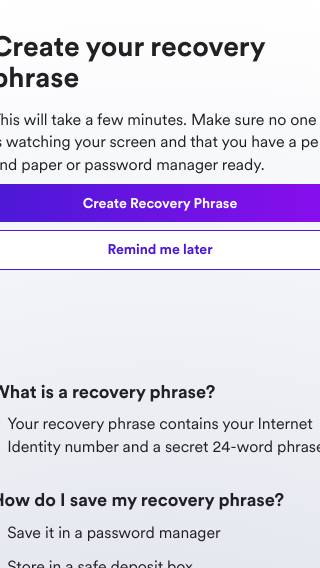 Create your recovery
phrase
This will take a few minutes. Make sure no one
s watching your screen and that you have a pe
nd paper or password manager ready.
Create Recovery Phrase
Remind me later
What is a recovery phrase?
Your recovery phrase contains your Internet
Identity number and a secret 24-word phrase
How do I save my recovery phrase?
Save it in a password manager
Store in a safe deposit box